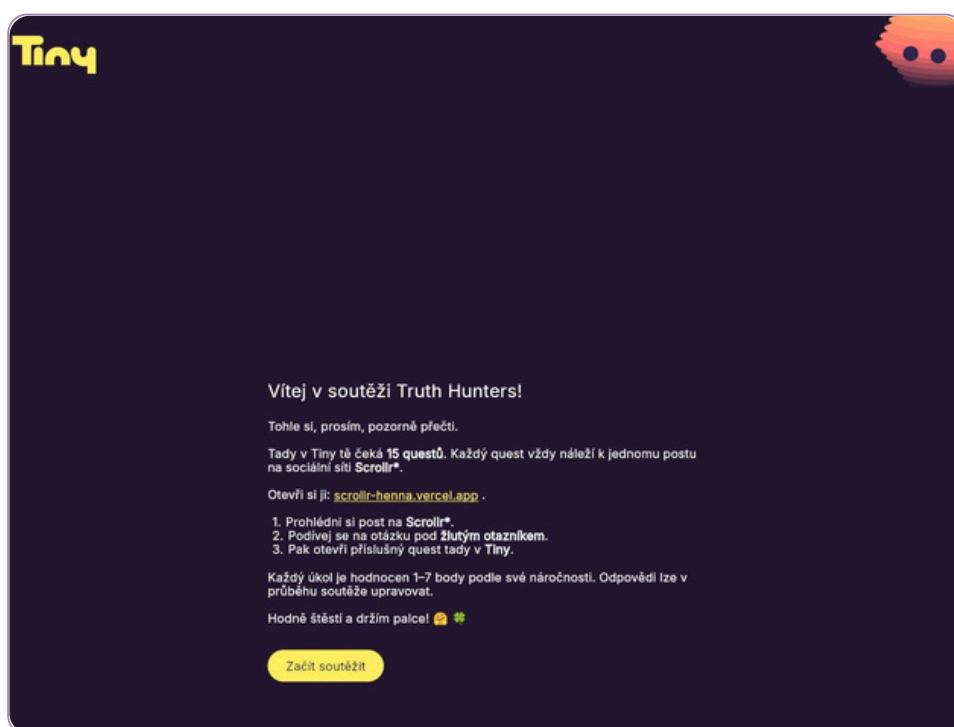 Tiny
Vítej v soutěži Truth Hunters!
Tohle si, prosím, pozorně přečti.
Tady v Tiny tě čeká 15 questů. Každý quest vždy náleží k jednomu postu
na sociální síti Scrollr*.
Otevři si ji: scrollr-henna.vercel.app .
1. Prohlédni si post na Scrollr*.
2. Podívej se na otázku pod žlutým otazníkem.
3. Pak otevři příslušný quest tady v Tiny.
Každý úkol je hodnocen 1–7 body podle své náročnosti. Odpovědi lze v
průběhu soutěže upravovat.
Hodně štěstí a držím palce! 🤗 🍀
Začít soutěžit